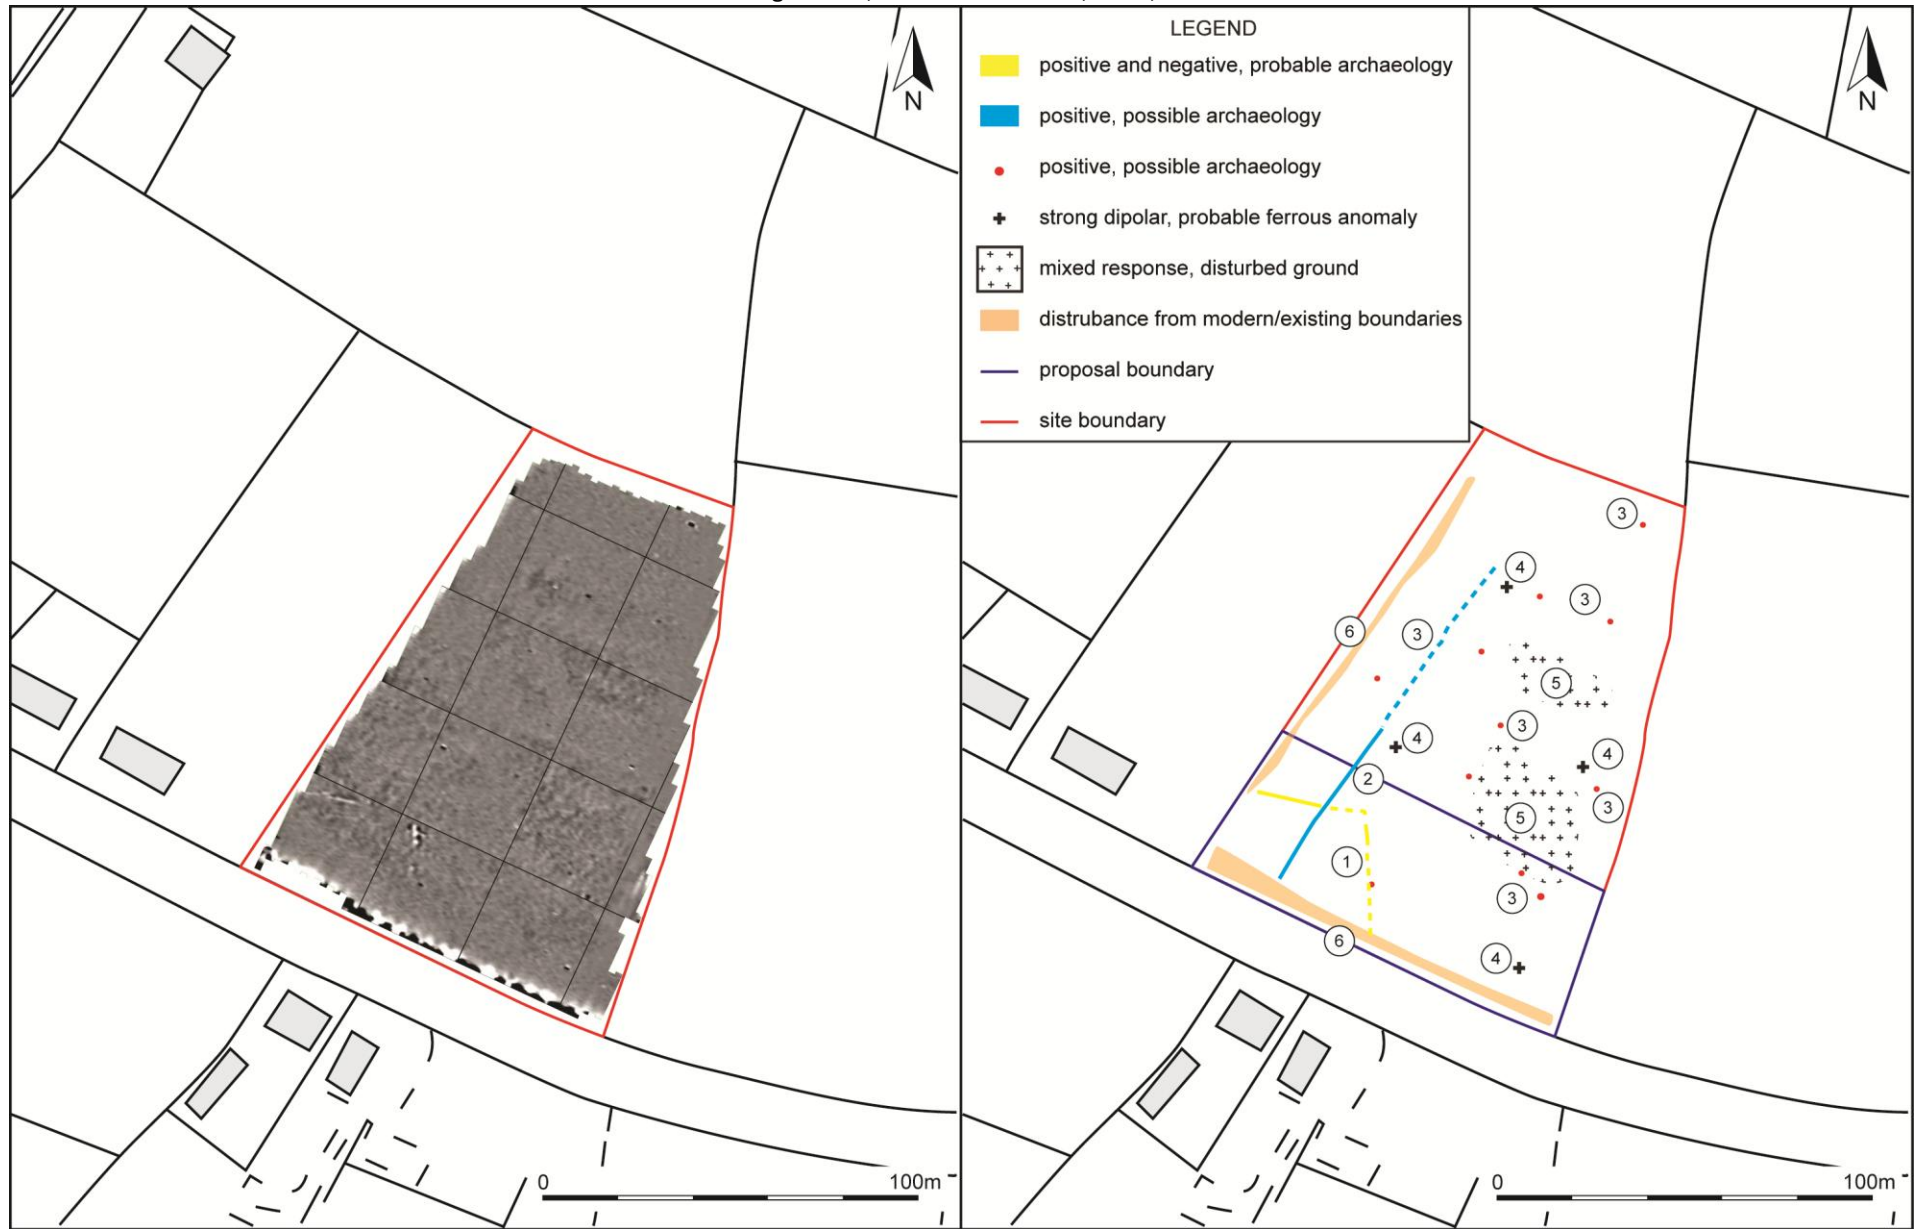 N
0 100m
LEGEND
positive and negative, probable archaeology
positive, possible archaeology
positive, possible archaeology
strong dipolar, probable ferrous anomaly
mixed response, disturbed ground
distrubance from modern/existing boundaries
proposal boundary
site boundary
N
3
4
3
6
3
5
3
4
4
2
3
5
1
3
6
4
0 100m